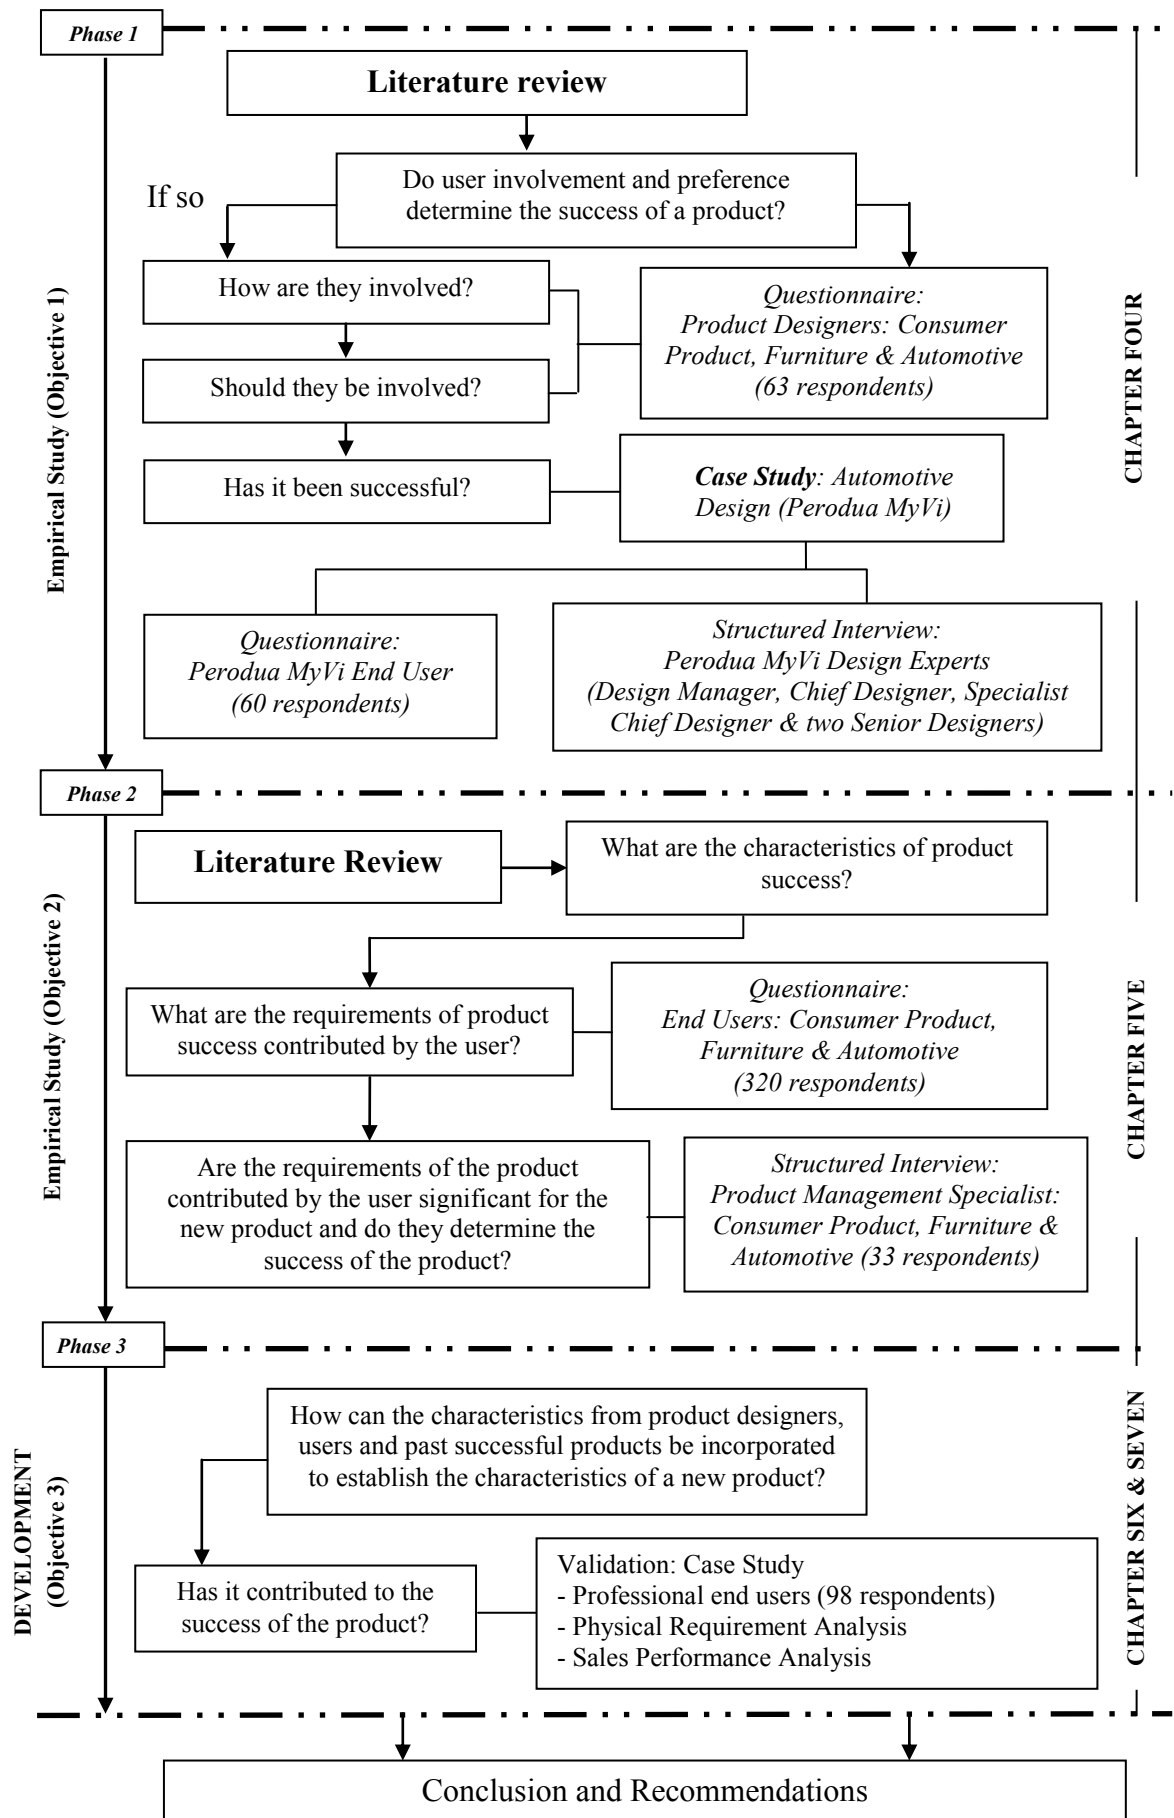 Phase 1
Literature review
Do user involvement and preference
determine the success of a product?
If so
How are they involved?
Questionnaire:
Product Designers: Consumer
Product, Furniture & Automotive
(63 respondents)
Should they be involved?
Has it been successful?
Case Study: Automotive
Design (Perodua MyVi)
Questionnaire:
Perodua MyVi End User
(60 respondents)
Structured Interview:
Perodua MyVi Design Experts
(Design Manager, Chief Designer, Specialist
Chief Designer & two Senior Designers)
Empirical Study (Objective 1)
CHAPTER FOUR
Phase 2
Literature Review
What are the characteristics of product
success?
What are the requirements of product
success contributed by the user?
Questionnaire:
End Users: Consumer Product,
Furniture & Automotive
(320 respondents)
Are the requirements of the product
contributed by the user significant for the
new product and do they determine the
success of the product?
Structured Interview:
Product Management Specialist:
Consumer Product, Furniture &
Automotive (33 respondents)
Empirical Study (Objective 2)
CHAPTER FIVE
Phase 3
How can the characteristics from product designers,
users and past successful products be incorporated
to establish the characteristics of a new product?
Has it contributed to the
success of the product?
Validation: Case Study
- Professional end users (98 respondents)
- Physical Requirement Analysis
- Sales Performance Analysis
DEVELOPMENT
(Objective 3)
CHAPTER SIX & SEVEN
Conclusion and Recommendations